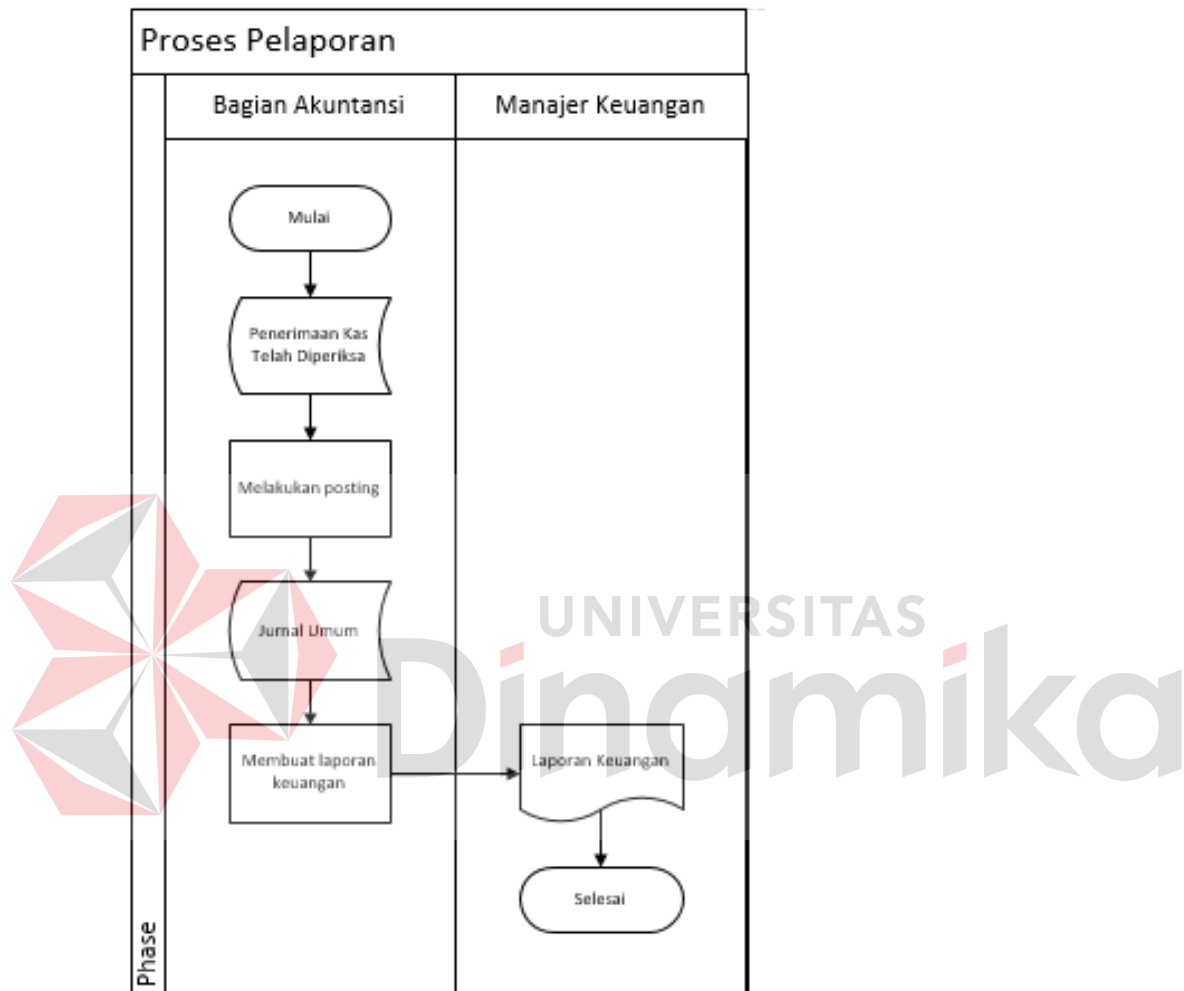 Proses Pelaporan
Bagian Akuntansi
Manajer Keuangan
Mulai
Penerimaan Kas
Telah Diperiksa
Melakukan posting
Jurnal Umum
Membuat laporan
keuangan
Laporan Keuangan
Selesai
Phase
UNIVERSITAS
Dinamika